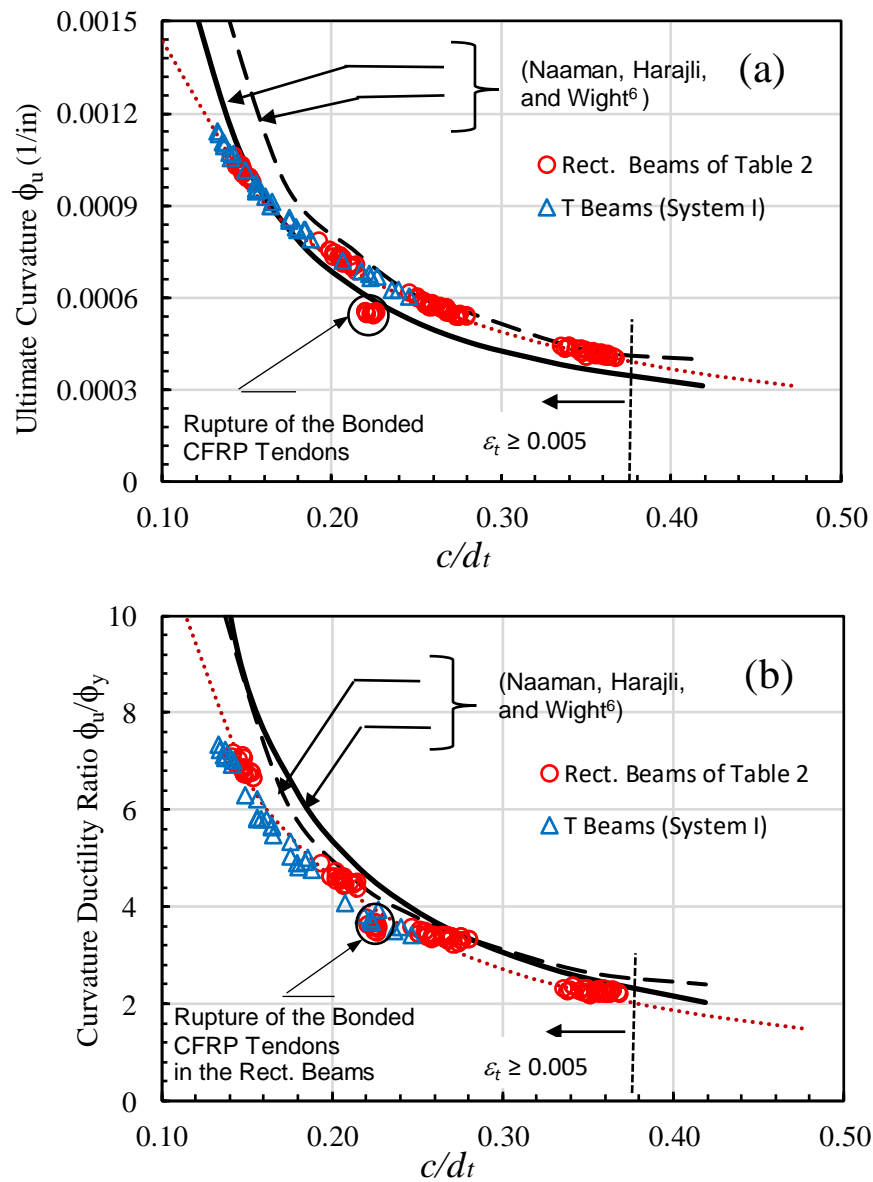 0.0015
0.0012
0.0009
0.0006
0.0003
0
Ultimate Curvature ϕu (1/in)
(a)
(Naaman, Harajli,
and Wight6)
Rect. Beams of Table 2
T Beams (System I)
Rupture of the Bonded
CFRP Tendons
εt ≥ 0.005
0.10 0.20 0.30 0.40 0.50
c/dt
10
8
6
4
2
0
Curvature Ductility Ratio ϕu/ϕy
(b)
(Naaman, Harajli,
and Wight6)
Rect. Beams of Table 2
T Beams (System I)
Rupture of the Bonded
CFRP Tendons
in the Rect. Beams
εt ≥ 0.005
0.10 0.20 0.30 0.40 0.50
c/dt